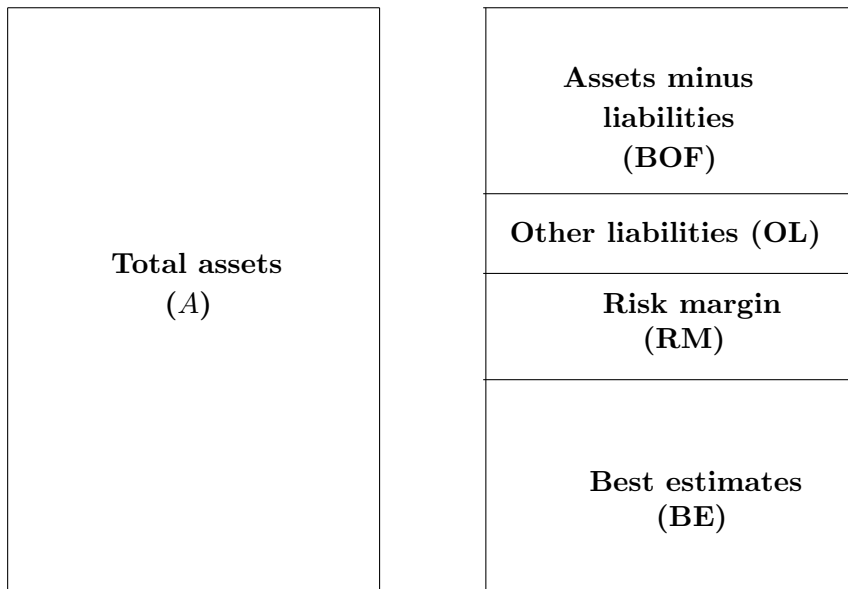 Total assets
(A)
Assets minus
liabilities
(BOF)
Other liabilities (OL)
Risk margin
(RM)
Best estimates
(BE)